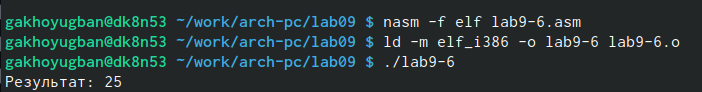 gakhoyugban@dk8n53 ~/work/arch-pc/lab09 $ nasm -f elf lab9-6.asm
gakhoyugban@dk8n53 ~/work/arch-pc/lab09 $ ld -m elf_i386 -o lab9-6 lab9-6.o
gakhoyugban@dk8n53 ~/work/arch-pc/lab09 $ ./lab9-6
Результат: 25